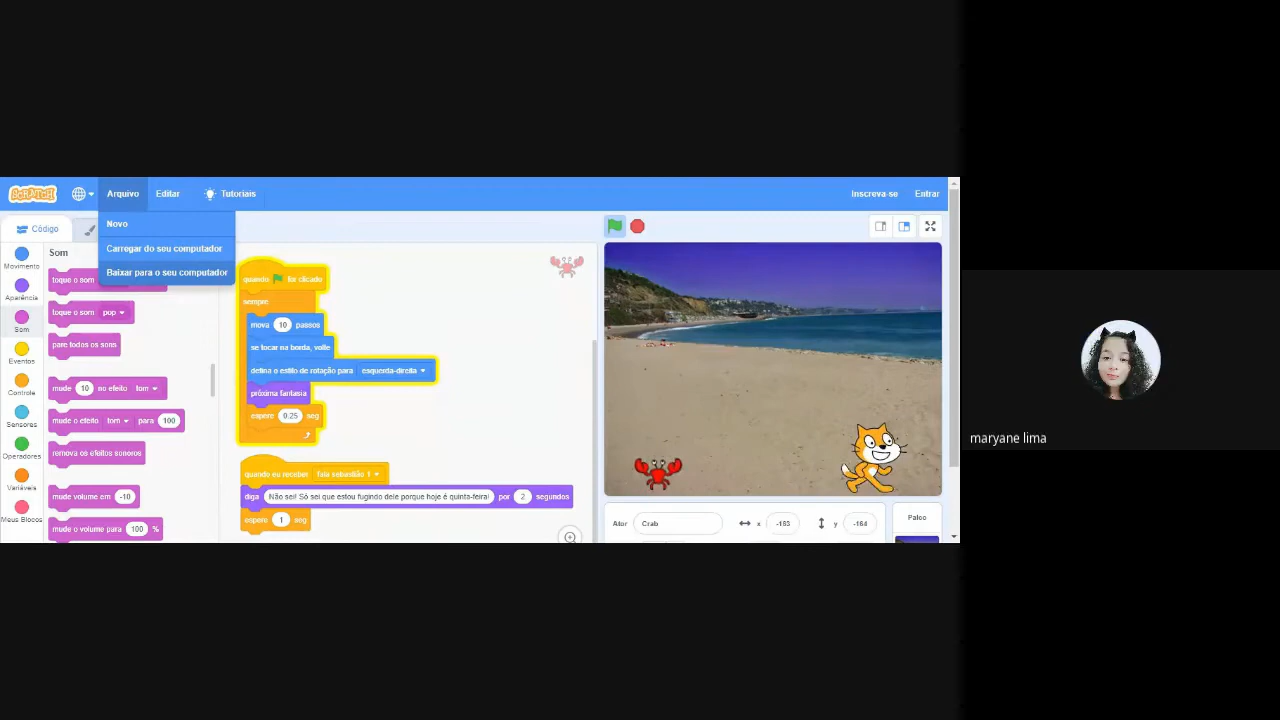 SCRATCH
Arquivo
Editar
Tutoriais
Inscreva-se
Entrar
Novo
Carregar do seu computador
Baixar para o seu computador
Código
Som
Movimento
Aparência
Som
Eventos
Controle
Sensores
Operadores
Variáveis
Meus Blocos
toque o som
toque o som pop
pare todos os sons
mude 10 no efeito tom
mude o efeito tom para 100
remova os efeitos sonoros
mude volume em -10
mude o volume para 100 %
quando for clicado
sempre
mova 10 passos
se tocar na borda, volte
defina o estilo de rotação para esquerda-direita
próxima fantasia
espere 0.25 seg
quando eu receber fala sebastião 1
diga Não sei! Só sei que estou fugindo dele porque hoje é quinta-feira! por 2 segundos
espere 1 seg
Ator Crab x -163 y -164
Palco
maryane lima